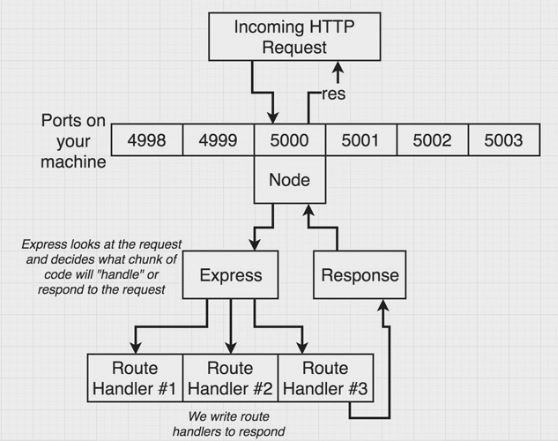 Incoming HTTP
Request
res
Ports on
your
machine
4998 4999 5000 5001 5002 5003
Node
Express looks at the request
and decides what chunk of
code will "handle" or
respond to the request
Express
Response
Route
Handler #1
Route
Handler #2
Route
Handler #3
We write route
handlers to respond